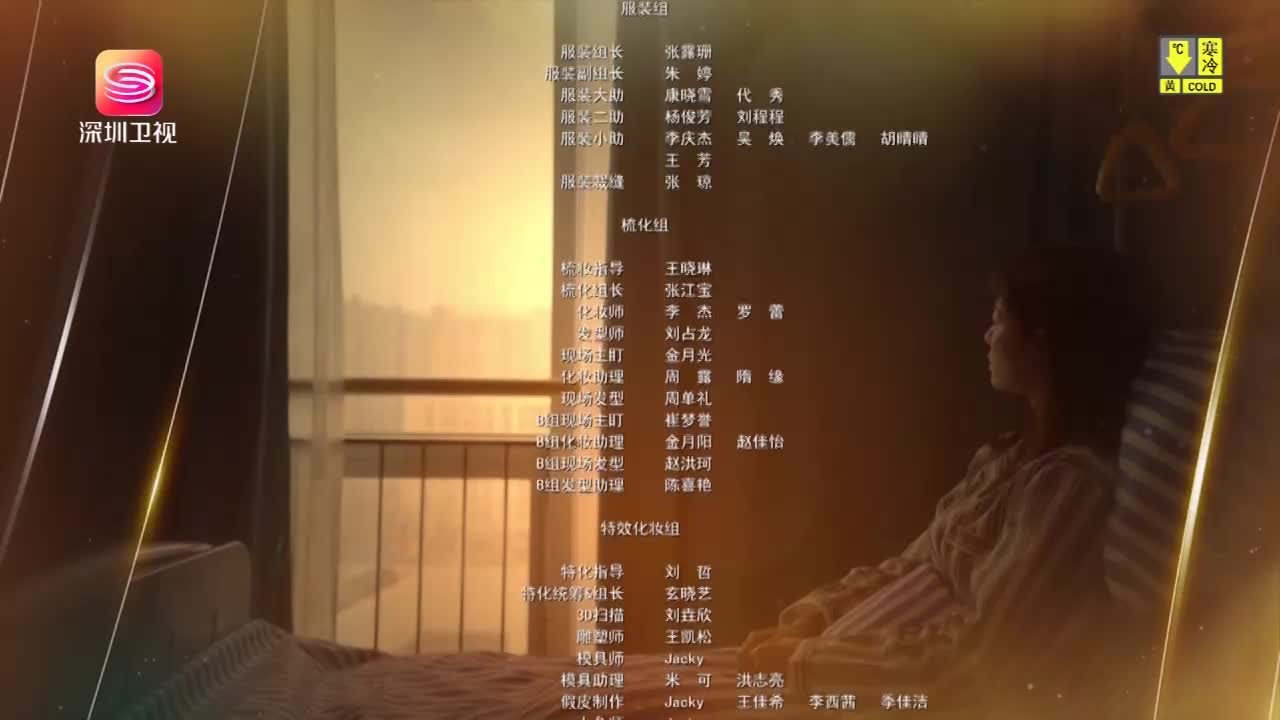 服装组
服装组长 张露珊
服装副组长 朱 婷
服装大助 康晓雪 代 秀
服装二助 杨俊芳 刘程程
服装小助 李庆杰 吴 焕 李美儒 胡晴晴
王 芳
服装裁缝 张 琼
梳化组
梳妆指导 王晓琳
梳化组长 张江宝
化妆师 李 杰 罗 蕾
发型师 刘占龙
现场主盯 金月光
化妆助理 周 露 隋 缘
现场发型 周单礼
B组现场主盯 崔梦誉
B组化妆助理 金月阳 赵佳怡
B组现场发型 赵洪珂
B组发型助理 陈喜艳
特效化妆组
特化指导 刘 哲
特化统筹&组长 玄晓艺
3D扫描 刘垚欣
雕塑师 王凯松
模具师 Jacky
模具助理 米 可 洪志亮
假皮制作 Jacky 王佳希 李西茜 季佳洁
深圳卫视
℃ 寒冷
黄 COLD